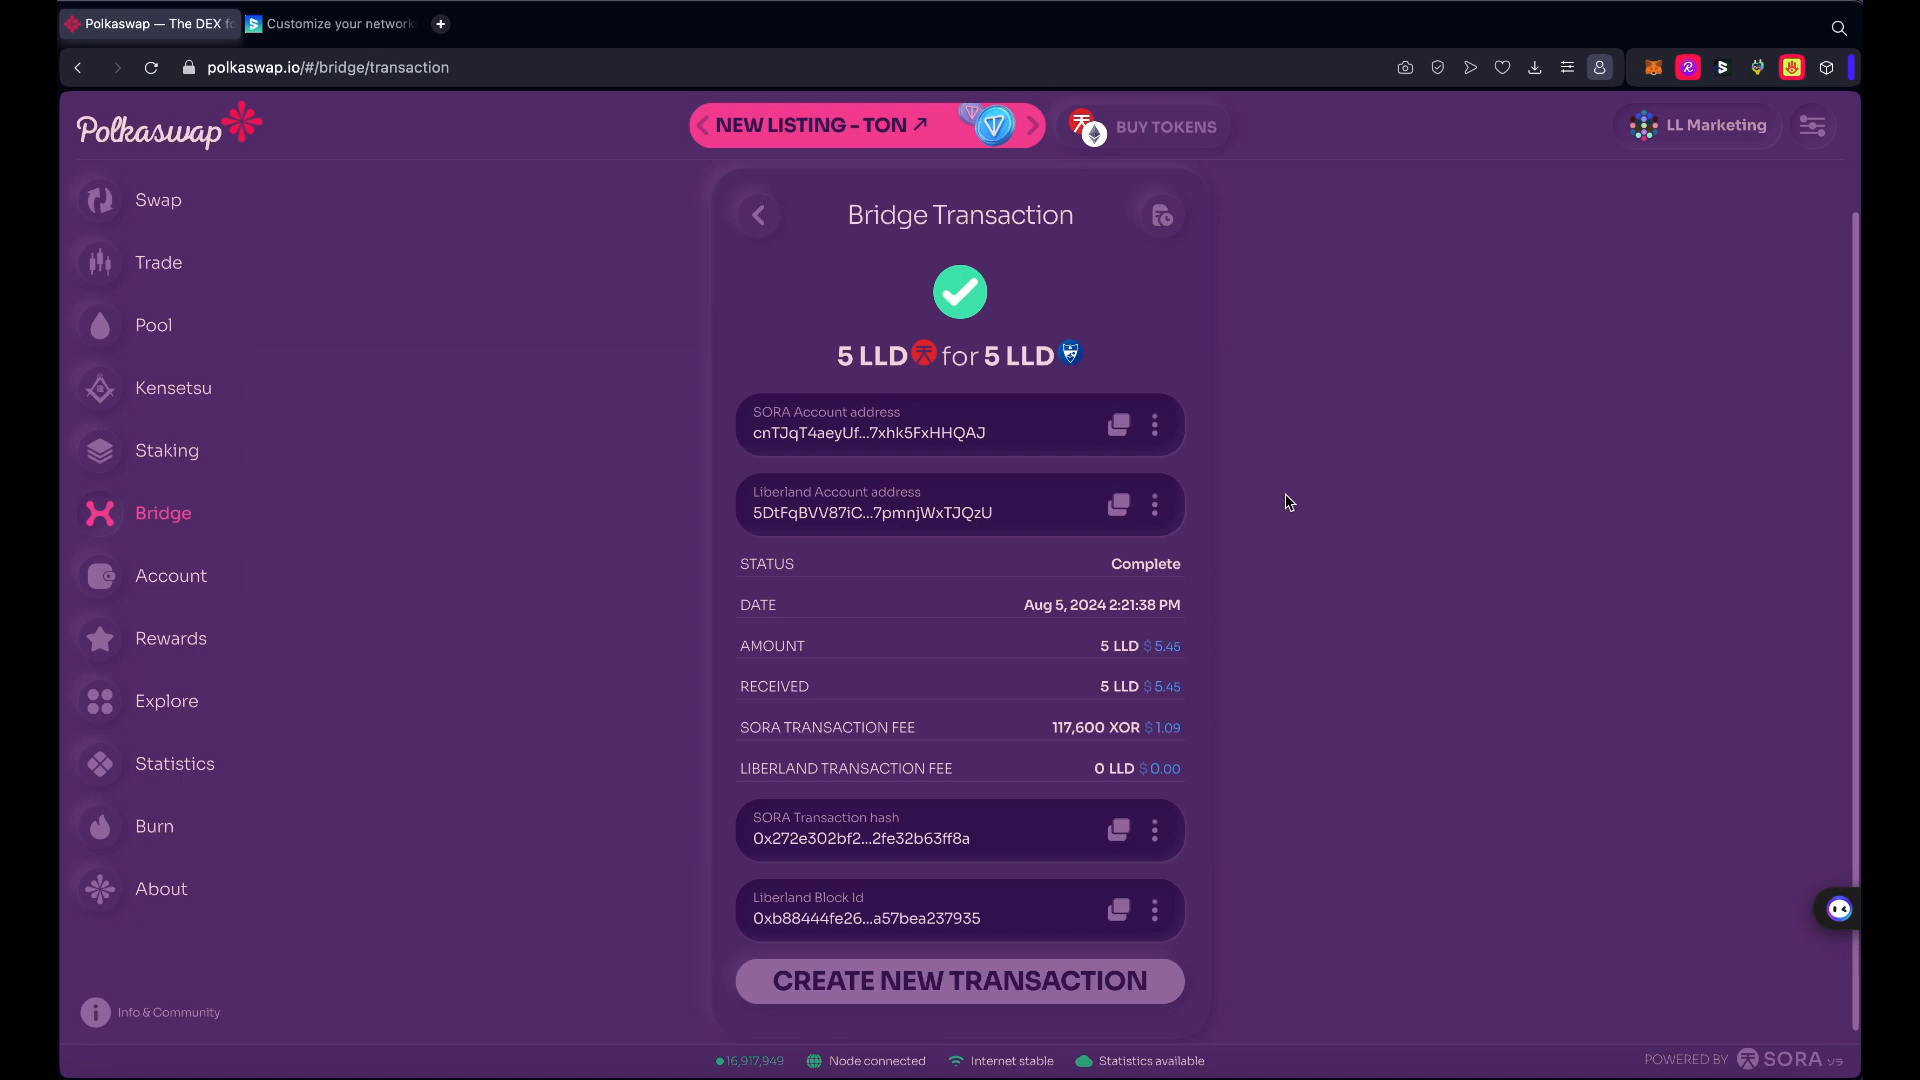 Polkaswap — The DEX fo
Customize your network
polkaswap.io/#/bridge/transaction
Polkaswap
NEW LISTING - TON ↗
BUY TOKENS
LL Marketing
Swap
Trade
Pool
Kensetsu
Staking
Bridge
Account
Rewards
Explore
Statistics
Burn
About
Info & Community
Bridge Transaction
5 LLD for 5 LLD
SORA Account address
cnTJqT4aeyUf...7xhk5FxHHQAJ
Liberland Account address
5DtFqBVV87iC...7pmnjWxTJQzU
STATUS Complete
DATE Aug 5, 2024 2:21:38 PM
AMOUNT 5 LLD $ 5.45
RECEIVED 5 LLD $ 5.45
SORA TRANSACTION FEE 117,600 XOR $ 1.09
LIBERLAND TRANSACTION FEE 0 LLD $ 0.00
SORA Transaction hash
0x272e302bf2...2fe32b63ff8a
Liberland Block Id
0xb88444fe26...a57bea237935
CREATE NEW TRANSACTION
16,917,949 Node connected Internet stable Statistics available
POWERED BY SORA ソラ